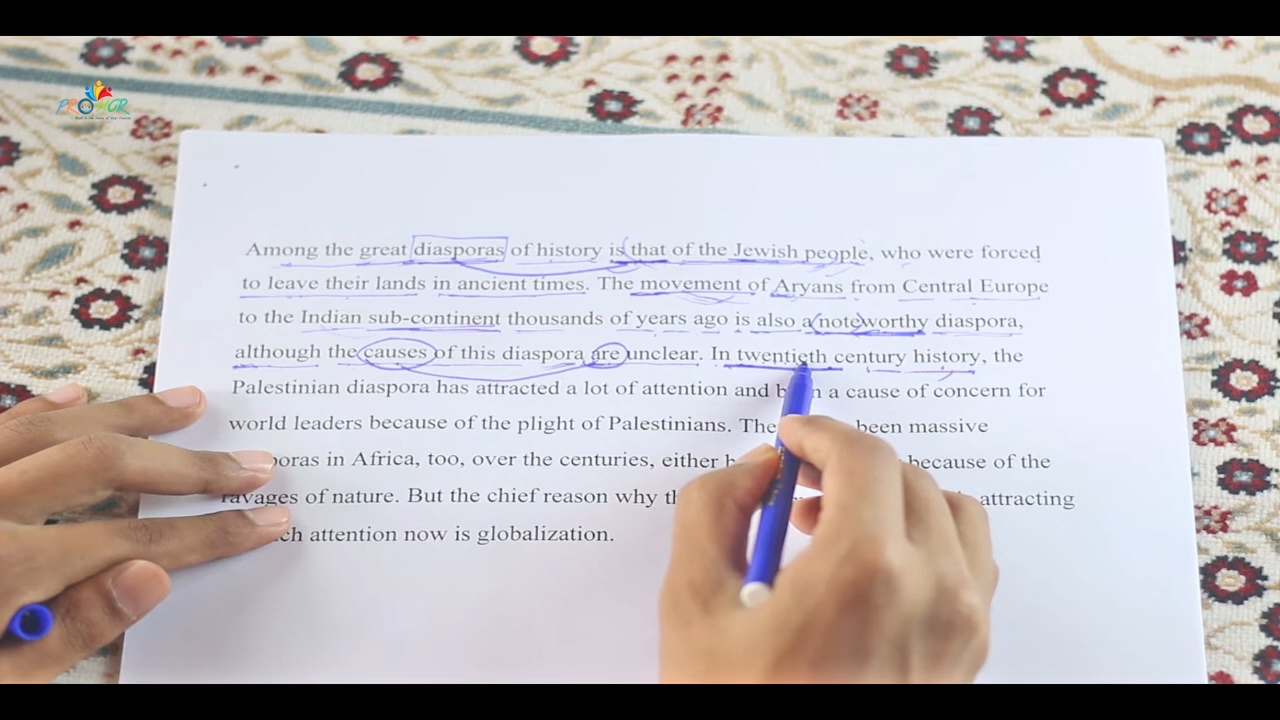 Among the great diasporas of history is that of the Jewish people, who were forced
to leave their lands in ancient times. The movement of Aryans from Central Europe
to the Indian sub-continent thousands of years ago is also a noteworthy diaspora,
although the causes of this diaspora are unclear. In twentieth century history, the
Palestinian diaspora has attracted a lot of attention and a cause of concern for
world leaders because of the plight of Palestinians. been massive
in Africa, too, over the centuries, either because of the
ravages of nature. But the chief reason why attracting
attention now is globalization.